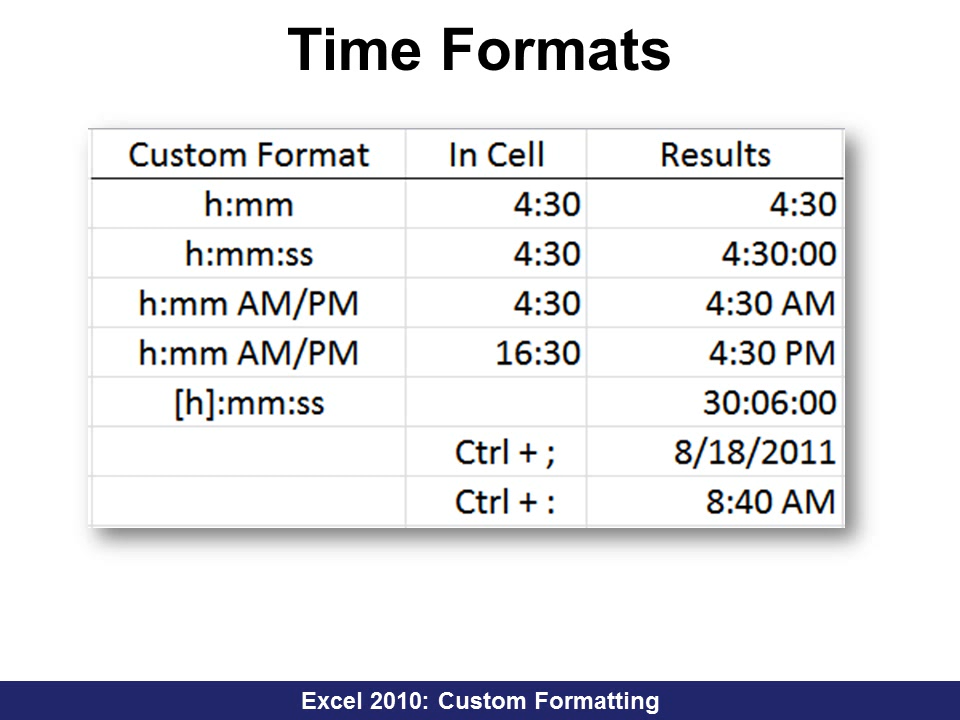 Time Formats
Custom Format In Cell Results
h:mm 4:30 4:30
h:mm:ss 4:30 4:30:00
h:mm AM/PM 4:30 4:30 AM
h:mm AM/PM 16:30 4:30 PM
[h]:mm:ss 30:06:00
Ctrl + ; 8/18/2011
Ctrl + : 8:40 AM
Excel 2010: Custom Formatting